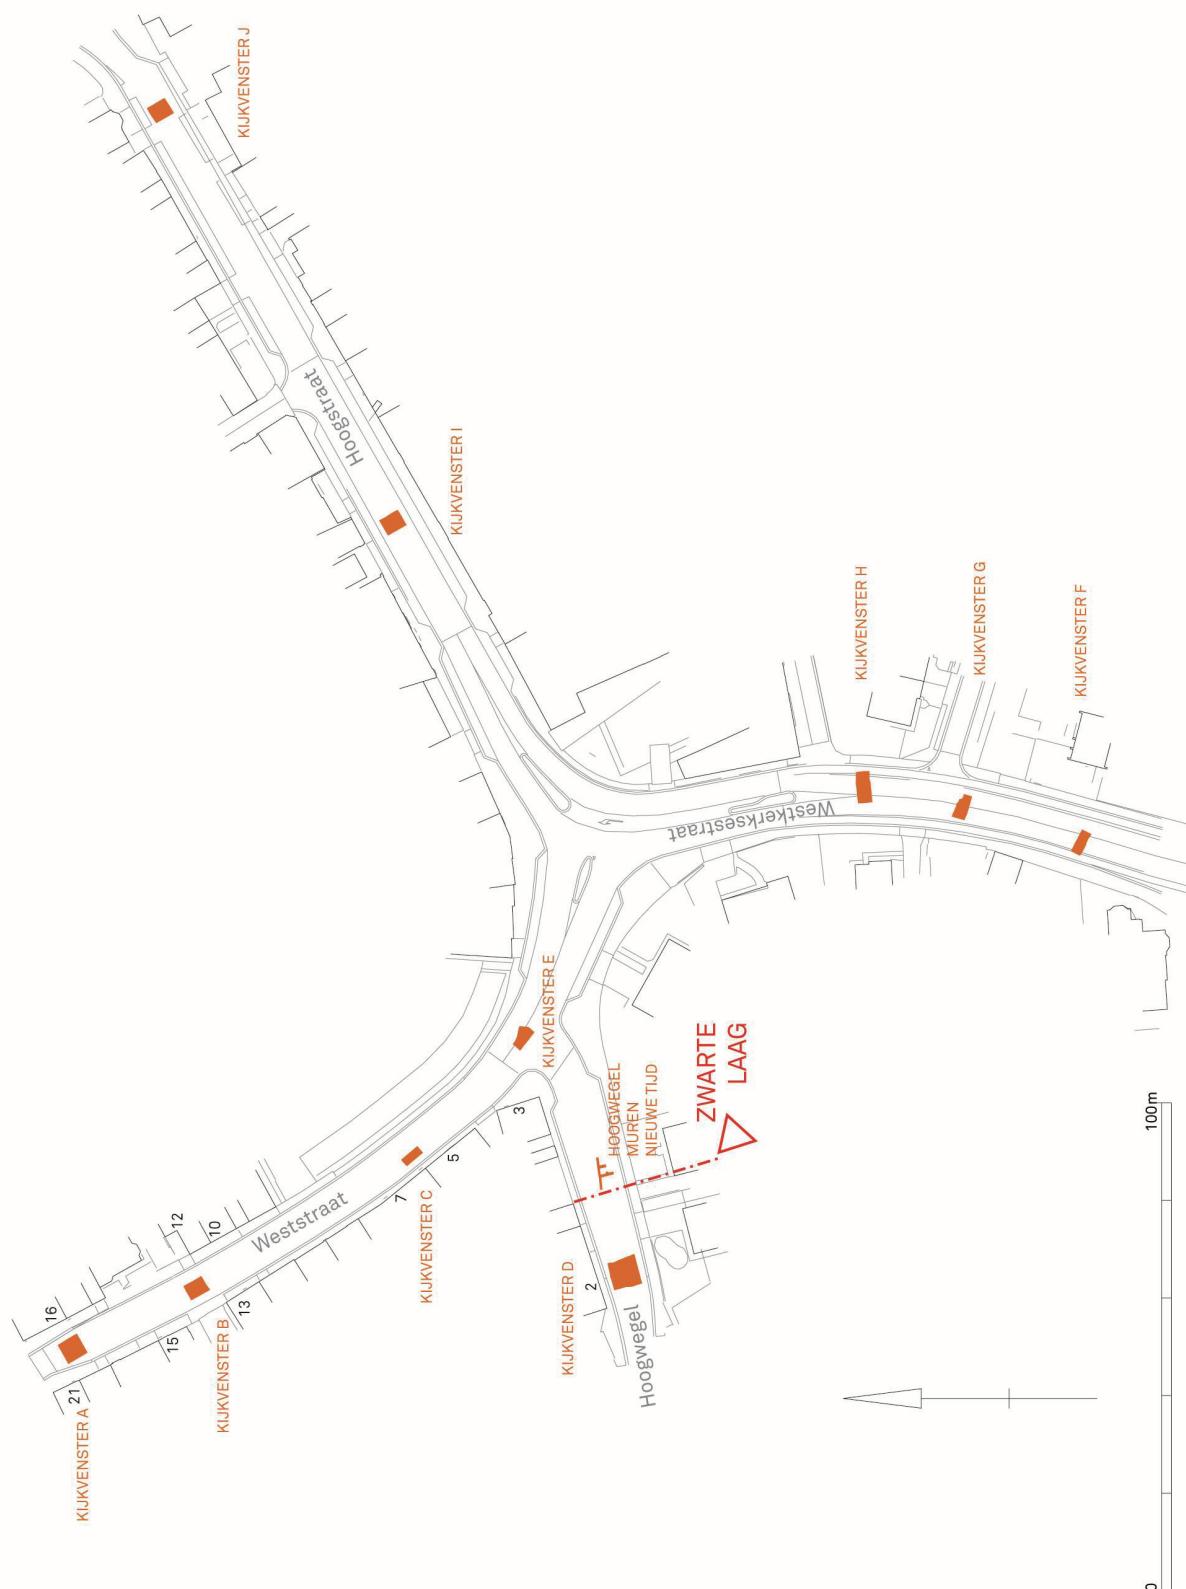 KIJKVENSTER J
Hoogstraat
KIJKVENSTER I
KIJKVENSTER H
KIJKVENSTER G
KIJKVENSTER F
Westkerksestraat
KIJKVENSTER E
ZWARTE
LAAG
HOOGWEGEL
MUREN
NIEUWE TIJD
3
5
7
KIJKVENSTER C
Weststraat
10
12
16
13
15
21
KIJKVENSTER B
KIJKVENSTER A
KIJKVENSTER D
2
Hoogwegel
100m
0